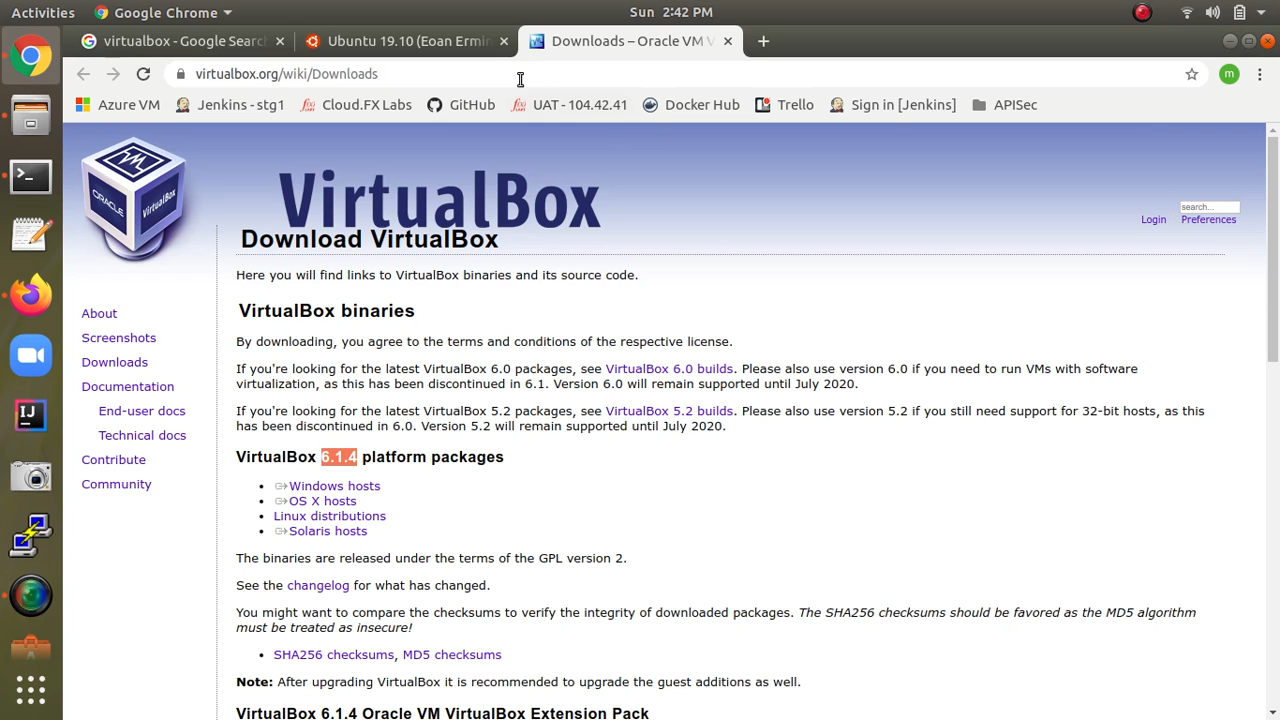 Activities
Google Chrome
Sun 2:42 PM
virtualbox - Google Searc
Ubuntu 19.10 (Eoan Ermin
Downloads – Oracle VM V
virtualbox.org/wiki/Downloads
m
Azure VM
Jenkins - stg1
Cloud.FX Labs
GitHub
UAT - 104.42.41
Docker Hub
Trello
Sign in [Jenkins]
APISec
ORACLE
VirtualBox
VirtualBox
Login
search...
Preferences
Download VirtualBox
Here you will find links to VirtualBox binaries and its source code.
VirtualBox binaries
By downloading, you agree to the terms and conditions of the respective license.
If you're looking for the latest VirtualBox 6.0 packages, see VirtualBox 6.0 builds. Please also use version 6.0 if you need to run VMs with software
virtualization, as this has been discontinued in 6.1. Version 6.0 will remain supported until July 2020.
If you're looking for the latest VirtualBox 5.2 packages, see VirtualBox 5.2 builds. Please also use version 5.2 if you still need support for 32-bit hosts, as this
has been discontinued in 6.0. Version 5.2 will remain supported until July 2020.
VirtualBox 6.1.4 platform packages
Windows hosts
OS X hosts
Linux distributions
Solaris hosts
The binaries are released under the terms of the GPL version 2.
See the changelog for what has changed.
You might want to compare the checksums to verify the integrity of downloaded packages. The SHA256 checksums should be favored as the MD5 algorithm
must be treated as insecure!
SHA256 checksums, MD5 checksums
Note: After upgrading VirtualBox it is recommended to upgrade the guest additions as well.
VirtualBox 6.1.4 Oracle VM VirtualBox Extension Pack
About
Screenshots
Downloads
Documentation
End-user docs
Technical docs
Contribute
Community
IJ